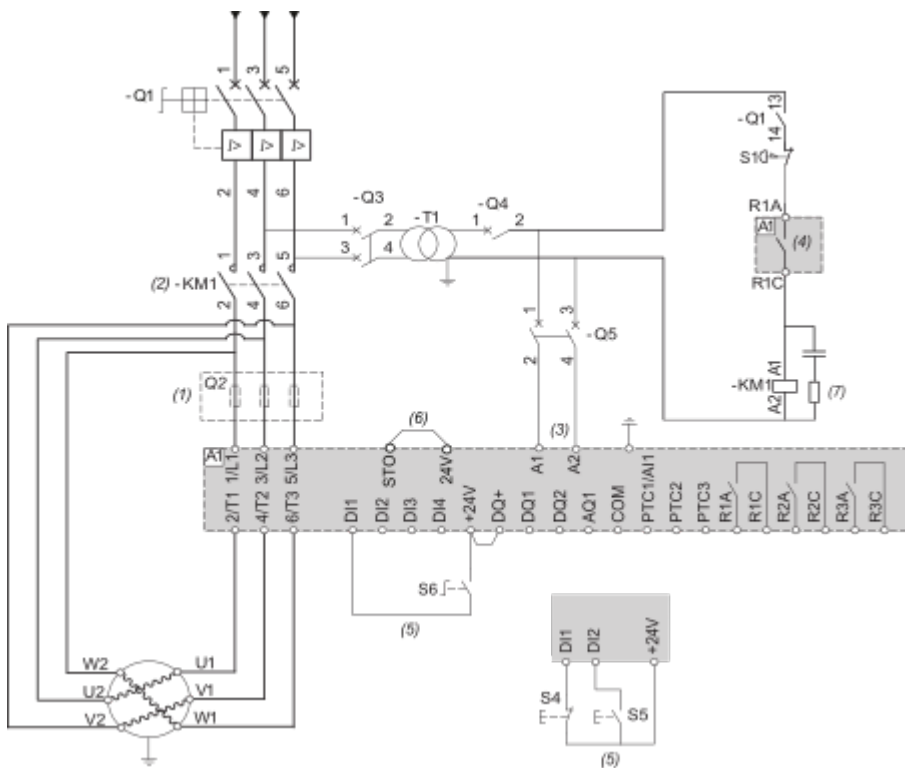 1 3 5
-Q1
I> I> I>
2 4 6
-Q3
1 2
3 4
-T1
-Q4
1 2
13
-Q1
14
S1
R1A
A1 (4)
R1C
1 3 5
(2) -KM1
2 4 6
1 3
-Q5
2 4
A1
-KM1
A2
(7)
(1) Q2
(6)
(3)
A1 1/L1 3/L2 5/L3 STO 24V A1 A2
2/T1 4/T2 6/T3 DI1 DI2 DI3 DI4 +24V DQ+ DQ1 DQ2 AQ1 COM PTC1/AI1 PTC2 PTC3 R1A R1C R2A R2C R3A R3C
S6
(5)
DI1 DI2 +24V
S4 S5
(5)
W2 U1
U2 V1
V2 W1